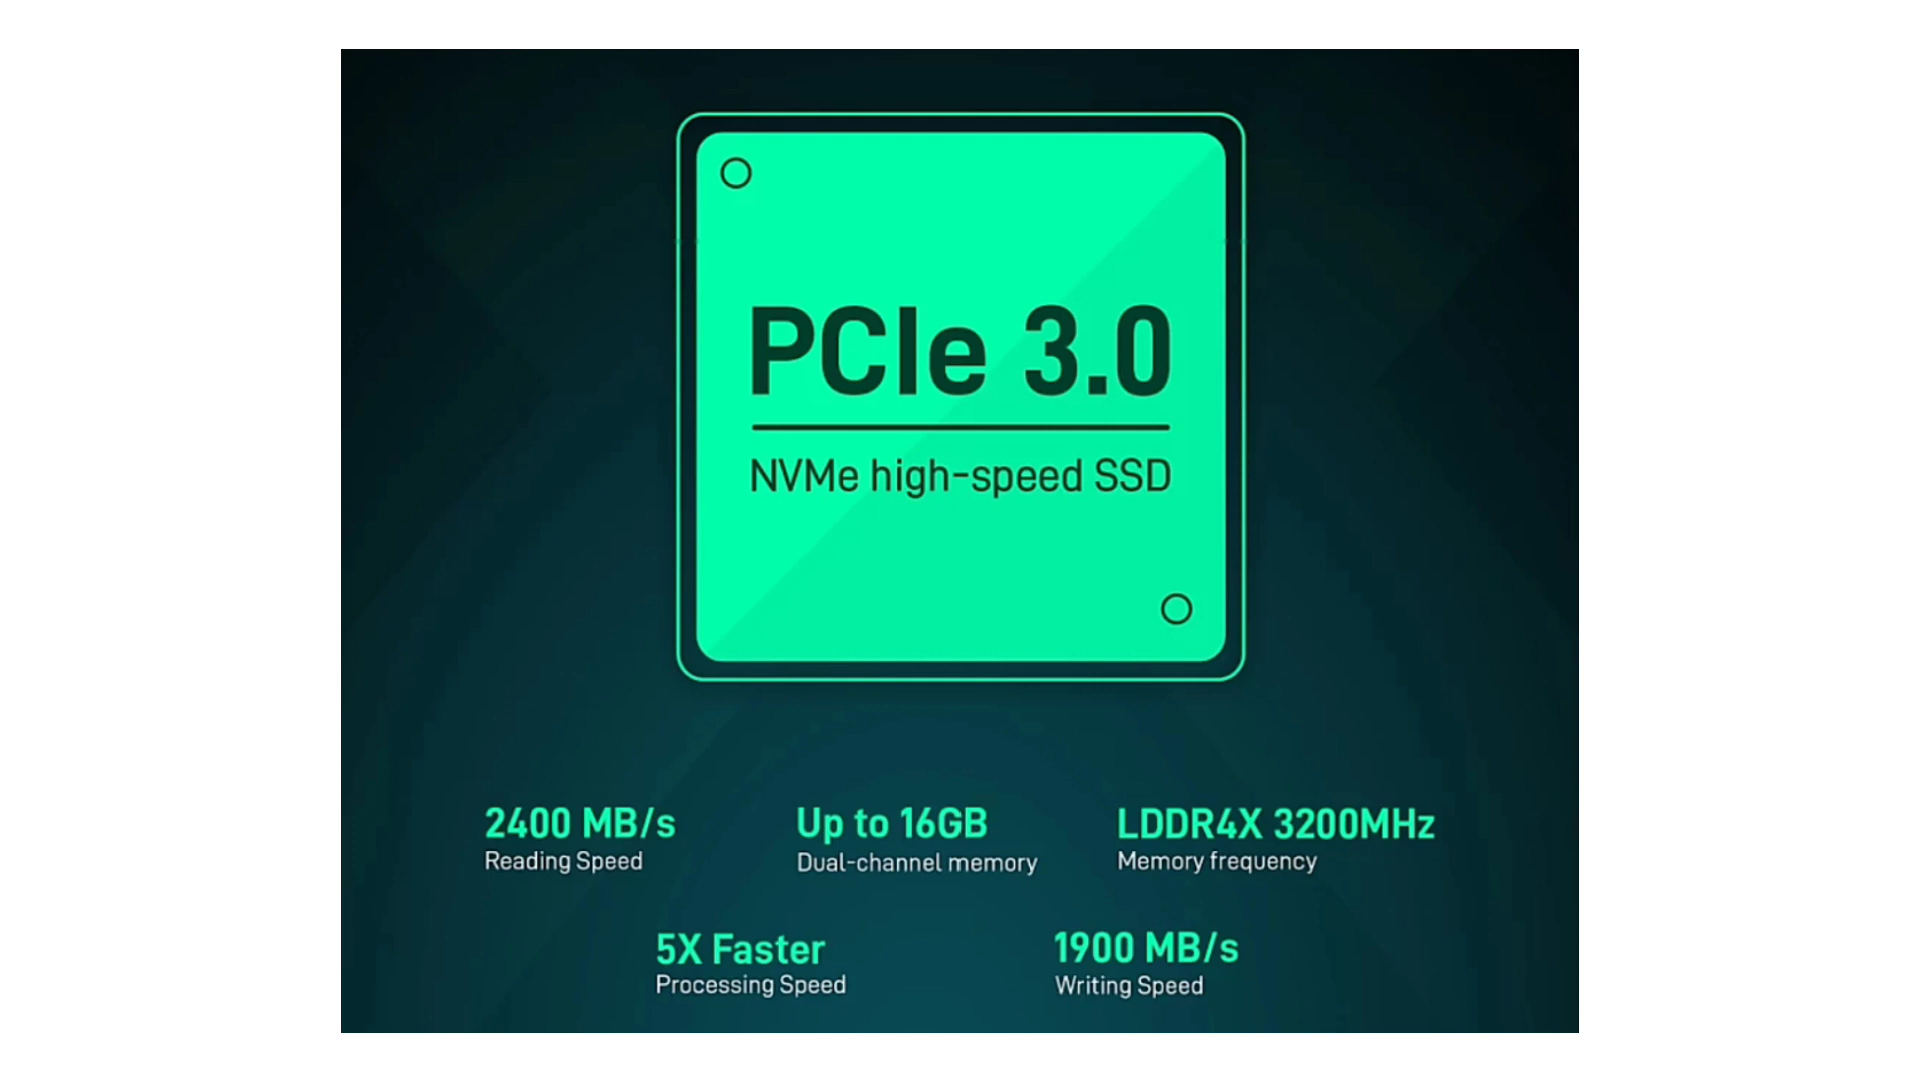 PCIe 3.0
NVMe high-speed SSD
2400 MB/s
Reading Speed
Up to 16GB
Dual-channel memory
LDDR4X 3200MHz
Memory frequency
5X Faster
Processing Speed
1900 MB/s
Writing Speed